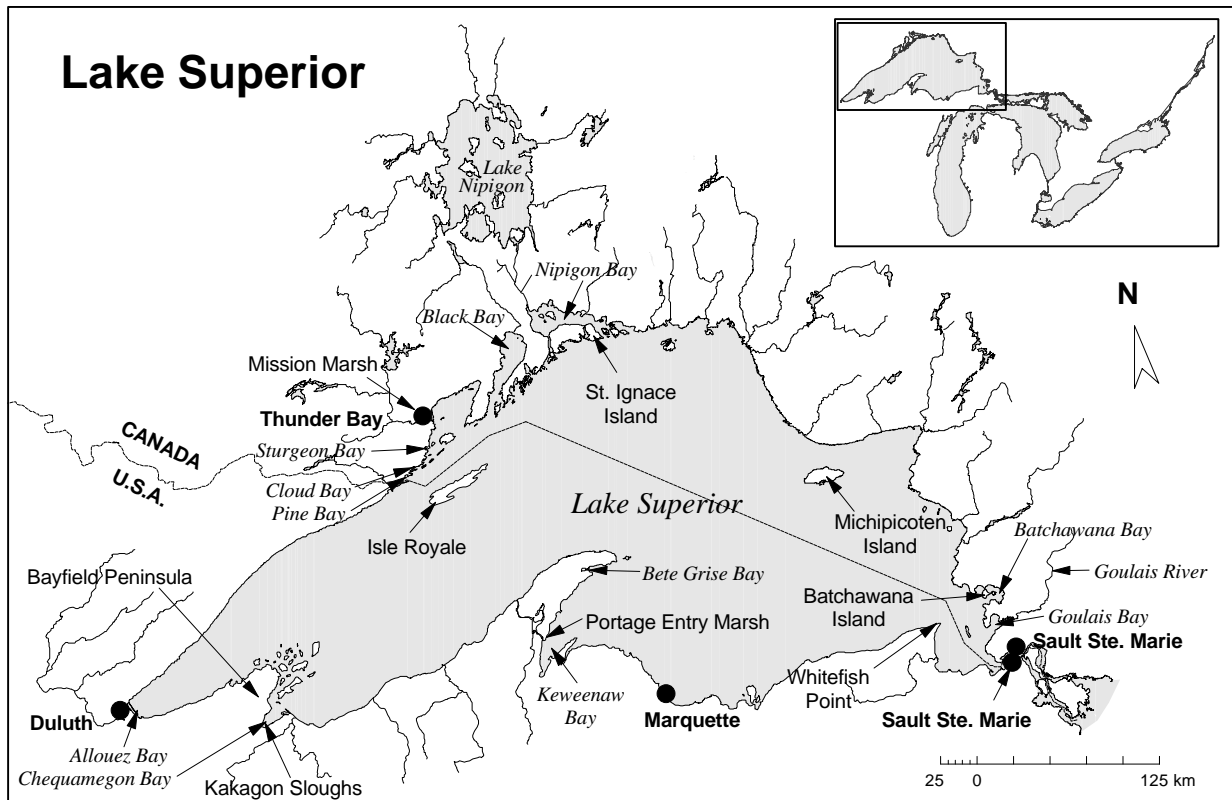 Lake Superior
Lake
Nipigon
Nipigon Bay
N
Black Bay
Mission Marsh
St. Ignace
Island
Thunder Bay
CANADA
Sturgeon Bay
U.S.A.
Cloud Bay
Pine Bay
Lake Superior
Michipicoten
Island
Batchawana Bay
Isle Royale
Bayfield Peninsula
Bete Grise Bay
Goulais River
Batchawana
Island
Portage Entry Marsh
Goulais Bay
Sault Ste. Marie
Whitefish
Point
Keweenaw
Bay
Duluth
Marquette
Sault Ste. Marie
Allouez Bay
Chequamegon Bay
Kakagon Sloughs
25 0 125 km